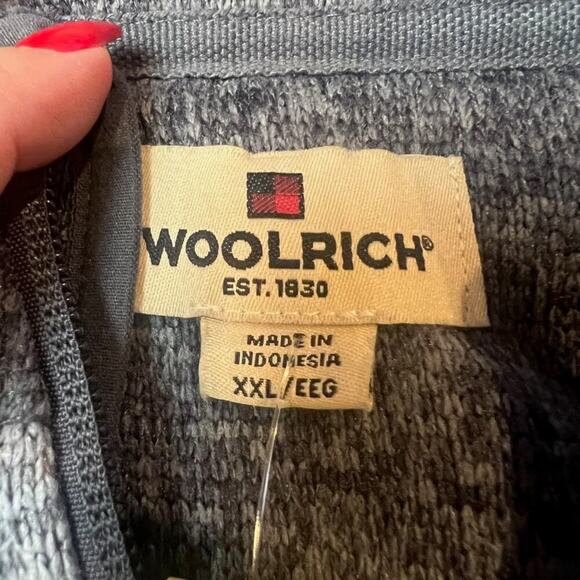 WOOLRICH®
EST. 1830
MADE IN
INDONESIA
XXL/EEG